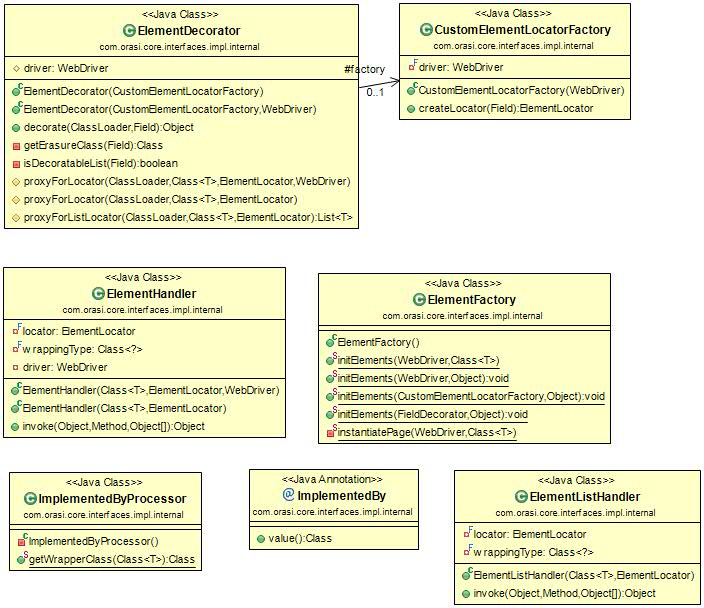 <<Java Class>>
ElementDecorator
com.orasi.core.interfaces.impl.internal
driver: WebDriver
ElementDecorator(CustomElementLocatorFactory)
ElementDecorator(CustomElementLocatorFactory,WebDriver)
decorate(ClassLoader,Field):Object
getErasureClass(Field):Class
isDecoratableList(Field):boolean
proxyForLocator(ClassLoader,Class<T>,ElementLocator,WebDriver)
proxyForLocator(ClassLoader,Class<T>,ElementLocator)
proxyForListLocator(ClassLoader,Class<T>,ElementLocator):List<T>
#factory
0..1
<<Java Class>>
CustomElementLocatorFactory
com.orasi.core.interfaces.impl.internal
driver: WebDriver
CustomElementLocatorFactory(WebDriver)
createLocator(Field):ElementLocator
<<Java Class>>
ElementHandler
com.orasi.core.interfaces.impl.internal
locator: ElementLocator
wrappingType: Class<?>
driver: WebDriver
ElementHandler(Class<T>,ElementLocator,WebDriver)
ElementHandler(Class<T>,ElementLocator)
invoke(Object,Method,Object[]):Object
<<Java Class>>
ElementFactory
com.orasi.core.interfaces.impl.internal
ElementFactory()
initElements(WebDriver,Class<T>)
initElements(WebDriver,Object):void
initElements(CustomElementLocatorFactory,Object):void
initElements(FieldDecorator,Object):void
instantiatePage(WebDriver,Class<T>)
<<Java Class>>
ImplementedByProcessor
com.orasi.core.interfaces.impl.internal
ImplementedByProcessor()
getWrapperClass(Class<T>):Class
<<Java Annotation>>
@ ImplementedBy
com.orasi.core.interfaces.impl.internal
value():Class
<<Java Class>>
ElementListHandler
com.orasi.core.interfaces.impl.internal
locator: ElementLocator
wrappingType: Class<?>
ElementListHandler(Class<T>,ElementLocator)
invoke(Object,Method,Object[]):Object